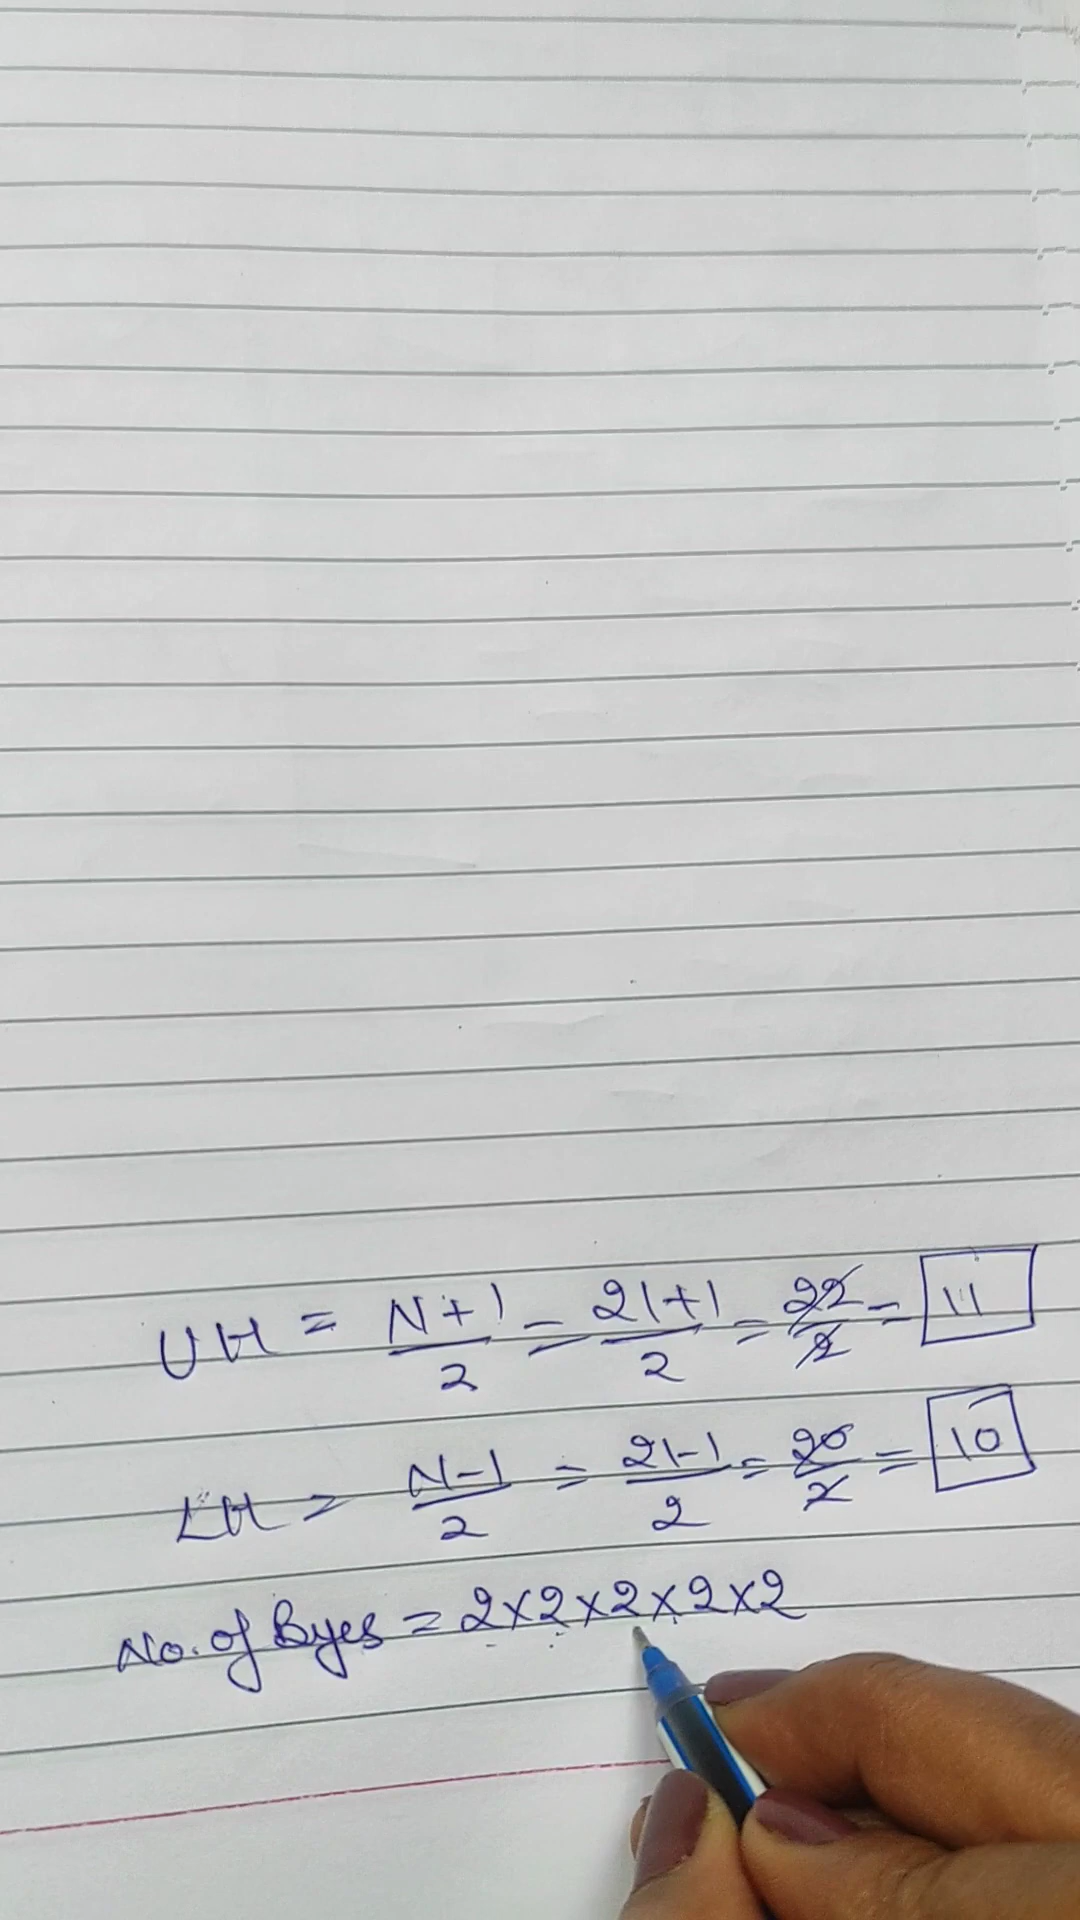 UH = N+1/2 = 21+1/2 = 22/2 = 11
LH = N-1/2 = 21-1/2 = 20/2 = 10
No. of Byes = 2×2×2×2×2